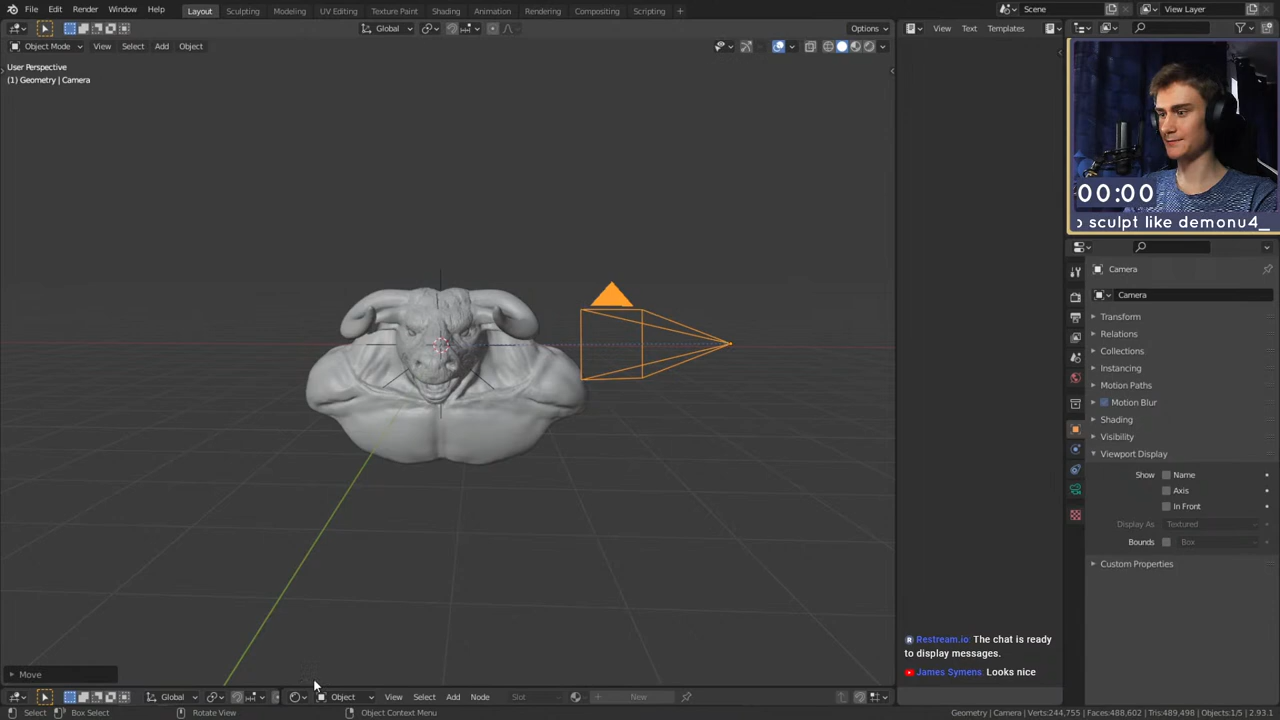 File Edit Render Window Help Layout Sculpting Modeling UV Editing Texture Paint Shading Animation Rendering Compositing Scripting + Scene View Layer
Global Options View Text Templates
Object Mode View Select Add Object
User Perspective
(1) Geometry | Camera
00:00
o sculpt like demonu4_
Camera
Camera
Transform
Relations
Collections
Instancing
Motion Paths
Motion Blur
Shading
Visibility
Viewport Display
Show Name
Axis
In Front
Display As Textured
Bounds Box
Custom Properties
Restream.io The chat is ready
to display messages.
James Symens Looks nice
Move
Global Object View Select Add Node Slot + New
Select Box Select Rotate View Object Context Menu Geometry | Camera Verts:244,755 Faces:488,602 Tris:489,498 Objects:1/5 2.93.1